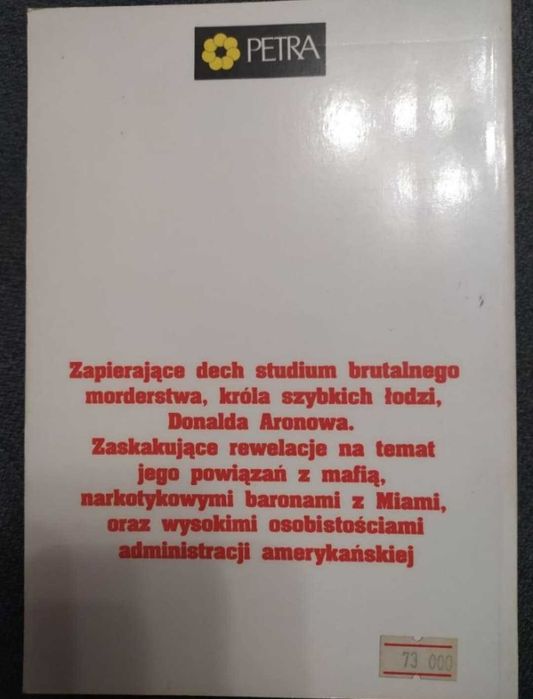 PETRA
Zapierające dech studium brutalnego
morderstwa, króla szybkich łodzi,
Donalda Aronowa.
Zaskakujące rewelacje na temat
jego powiązań z mafią,
narkotykowymi baronami z Miami,
oraz wysokimi osobistościami
administracji amerykańskiej
73 000